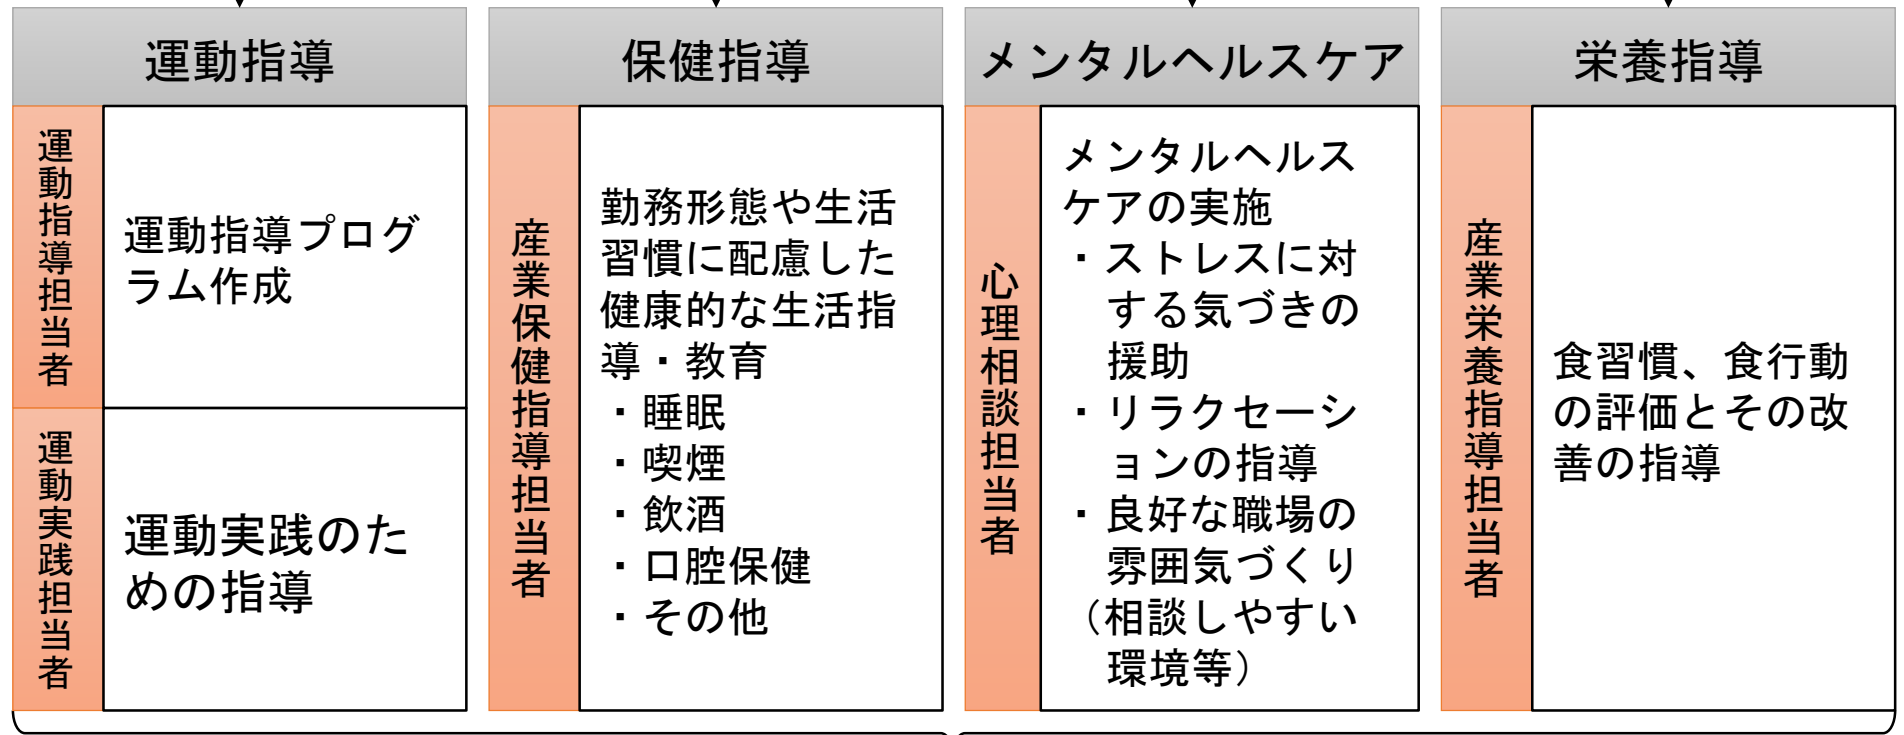 運動指導
運動指導担当者
運動指導プログ
ラム作成
運動実践担当者
運動実践のた
めの指導
保健指導
産業保健指導担当者
勤務形態や生活
習慣に配慮した
健康的な生活指
導・教育
・睡眠
・喫煙
・飲酒
・口腔保健
・その他
メンタルヘルスケア
心理相談担当者
メンタルヘルス
ケアの実施
・ストレスに対
する気づきの
援助
・リラクセーシ
ョンの指導
・良好な職場の
雰囲気づくり
（相談しやすい
環境等）
栄養指導
産業栄養指導担当者
食習慣、食行動
の評価とその改
善の指導